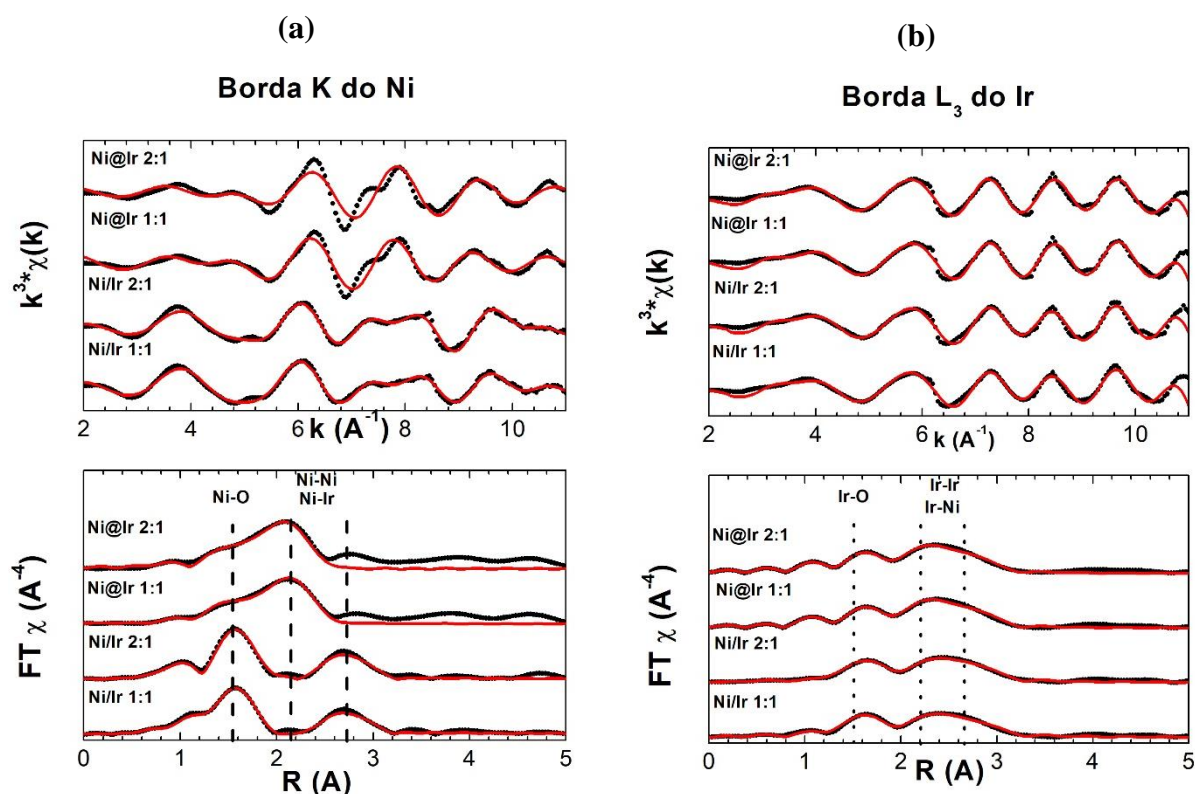 (a)
Borda K do Ni
k³*χ(k)
Ni@Ir 2:1
Ni@Ir 1:1
Ni/Ir 2:1
Ni/Ir 1:1
2 4 6 8 10
k (A⁻¹)
FT χ (A⁻⁴)
Ni-O
Ni-Ni
Ni-Ir
Ni@Ir 2:1
Ni@Ir 1:1
Ni/Ir 2:1
Ni/Ir 1:1
0 1 2 3 4 5
R (A)
(b)
Borda L₃ do Ir
k³*χ(k)
Ni@Ir 2:1
Ni@Ir 1:1
Ni/Ir 2:1
Ni/Ir 1:1
2 4 6 8 10
k (A⁻¹)
FT χ (A⁻⁴)
Ir-O
Ir-Ir
Ir-Ni
Ni@Ir 2:1
Ni@Ir 1:1
Ni/Ir 2:1
Ni/Ir 1:1
0 1 2 3 4 5
R (A)